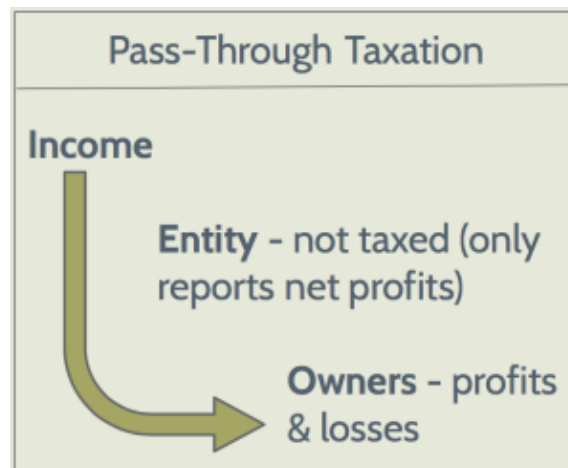 Pass-Through Taxation
Income
Entity - not taxed (only
reports net profits)
Owners - profits
& losses